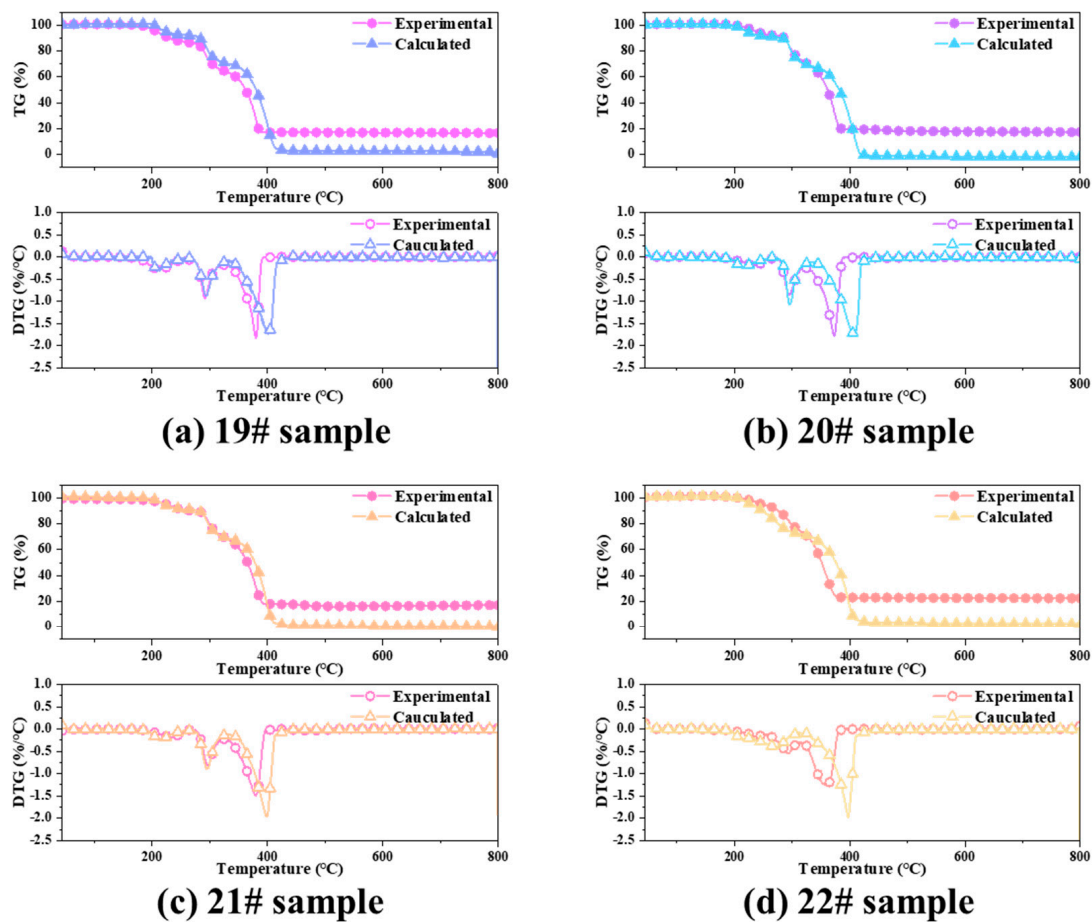 100
80
60
40
20
0
TG (%)
Experimental
Calculated
200
400
600
800
Temperature (°C)
1.0
0.5
0.0
-0.5
-1.0
-1.5
-2.0
-2.5
DTG (%/°C)
Experimental
Cauculated
200
400
600
800
Temperature (°C)
(a) 19# sample
100
80
60
40
20
0
TG (%)
Experimental
Calculated
200
400
600
800
Temperature (°C)
1.0
0.5
0.0
-0.5
-1.0
-1.5
-2.0
-2.5
DTG (%/°C)
Experimental
Cauculated
200
400
600
800
Temperature (°C)
(b) 20# sample
100
80
60
40
20
0
TG (%)
Experimental
Calculated
200
400
600
800
Temperature (°C)
1.0
0.5
0.0
-0.5
-1.0
-1.5
-2.0
-2.5
DTG (%/°C)
Experimental
Cauculated
200
400
600
800
Temperature (°C)
(c) 21# sample
100
80
60
40
20
0
TG (%)
Experimental
Calculated
200
400
600
800
Temperature (°C)
1.0
0.5
0.0
-0.5
-1.0
-1.5
-2.0
-2.5
DTG (%/°C)
Experimental
Cauculated
200
400
600
800
Temperature (°C)
(d) 22# sample